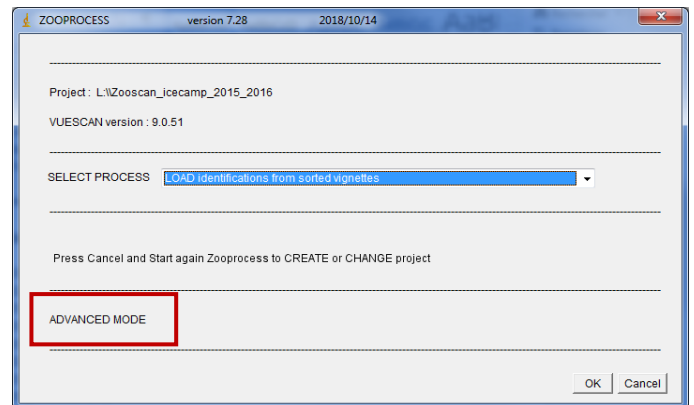 ZOOPROCESS version 7.28 2018/10/14
Project : L:\\Zooscan_icecamp_2015_2016
VUESCAN version : 9.0.51
SELECT PROCESS LOAD identifications from sorted vignettes
Press Cancel and Start again Zooprocess to CREATE or CHANGE project
ADVANCED MODE
OK Cancel